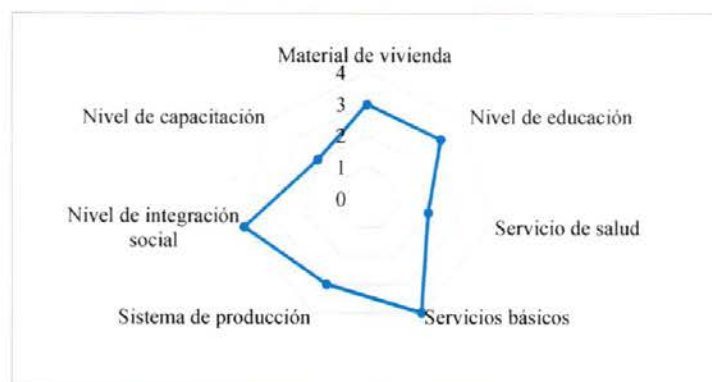 Material de vivienda
4
3
2
1
0
Nivel de educación
Servicio de salud
Servicios básicos
Sistema de producción
Nivel de integración
social
Nivel de capacitación